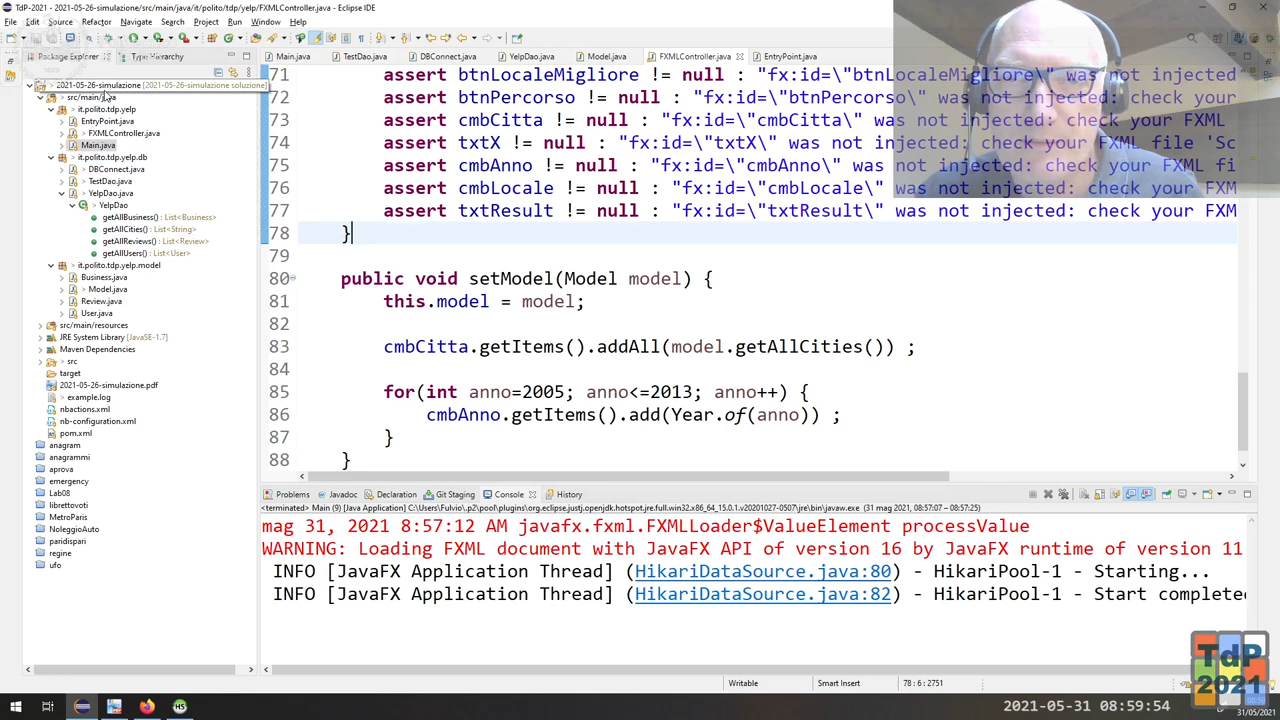 TdP-2021 - 2021-05-26-simulazione/src/main/java/it/polito/tdp/yelp/FXMLController.java - Eclipse IDE
File Edit Source Refactor Navigate Search Project Run Window Help
Package Explorer Type Hierarchy
> 2021-05-26-simulazione [2021-05-26-simulazione soluzione]
src/main/java
> it.polito.tdp.yelp
EntryPoint.java
> FXMLController.java
Main.java
> it.polito.tdp.yelp.db
DBConnect.java
> TestDao.java
> YelpDao.java
YelpDao
getAllBusiness() : List<Business>
getAllCities() : List<String>
getAllReviews() : List<Review>
getAllUsers() : List<User>
> it.polito.tdp.yelp.model
Business.java
> Model.java
Review.java
User.java
src/main/resources
JRE System Library [JavaSE-1.7]
Maven Dependencies
> src
target
2021-05-26-simulazione.pdf
> example.log
nbactions.xml
nb-configuration.xml
pom.xml
anagram
anagrammi
aprova
emergency
Lab08
librettovoti
MetroParis
NoleggioAuto
paridispari
regine
ufo
Main.java TestDao.java DBConnect.java YelpDao.java Model.java FXMLController.java EntryPoint.java
71 assert btnLocaleMigliore != null : "fx:id=\"btnLocaleMigliore\" was not injected
72 assert btnPercorso != null : "fx:id=\"btnPercorso\" was not injected: check your
73 assert cmbCitta != null : "fx:id=\"cmbCitta\" was not injected: check your FXML
74 assert txtX != null : "fx:id=\"txtX\" was not injected: check your FXML file 'Sc
75 assert cmbAnno != null : "fx:id=\"cmbAnno\" was not injected: check your FXML fi
76 assert cmbLocale != null : "fx:id=\"cmbLocale\" was not injected: check your FXM
77 assert txtResult != null : "fx:id=\"txtResult\" was not injected: check your FXM
78 }
79
80 public void setModel(Model model) {
81 this.model = model;
82
83 cmbCitta.getItems().addAll(model.getAllCities()) ;
84
85 for(int anno=2005; anno<=2013; anno++) {
86 cmbAnno.getItems().add(Year.of(anno)) ;
87 }
88 }
Problems Javadoc Declaration Git Staging Console History
<terminated> Main (9) [Java Application] C:\Users\Fulvio\.p2\pool\plugins\org.eclipse.justj.openjdk.hotspot.jre.full.win32.x86_64_15.0.1.v20201027-0507\jre\bin\javaw.exe (31 mag 2021, 08:57:07 – 08:57:25)
mag 31, 2021 8:57:12 AM javafx.fxml.FXMLLoader$ValueElement processValue
WARNING: Loading FXML document with JavaFX API of version 16 by JavaFX runtime of version 11
INFO [JavaFX Application Thread] (HikariDataSource.java:80) - HikariPool-1 - Starting...
INFO [JavaFX Application Thread] (HikariDataSource.java:82) - HikariPool-1 - Start completed
Writable Smart Insert 78 : 6 : 2751
TdP
2021
2021-05-31 08:59:54
31/05/2021